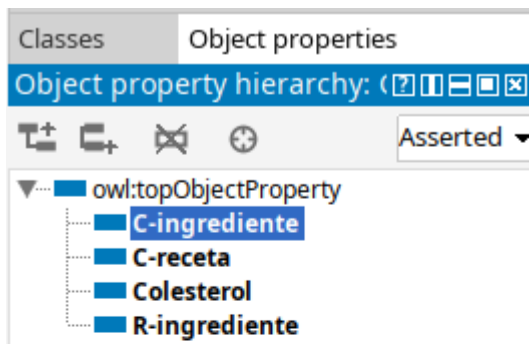 Classes Object properties
Object property hierarchy: (
Asserted
owl:topObjectProperty
C-ingrediente
C-receta
Colesterol
R-ingrediente